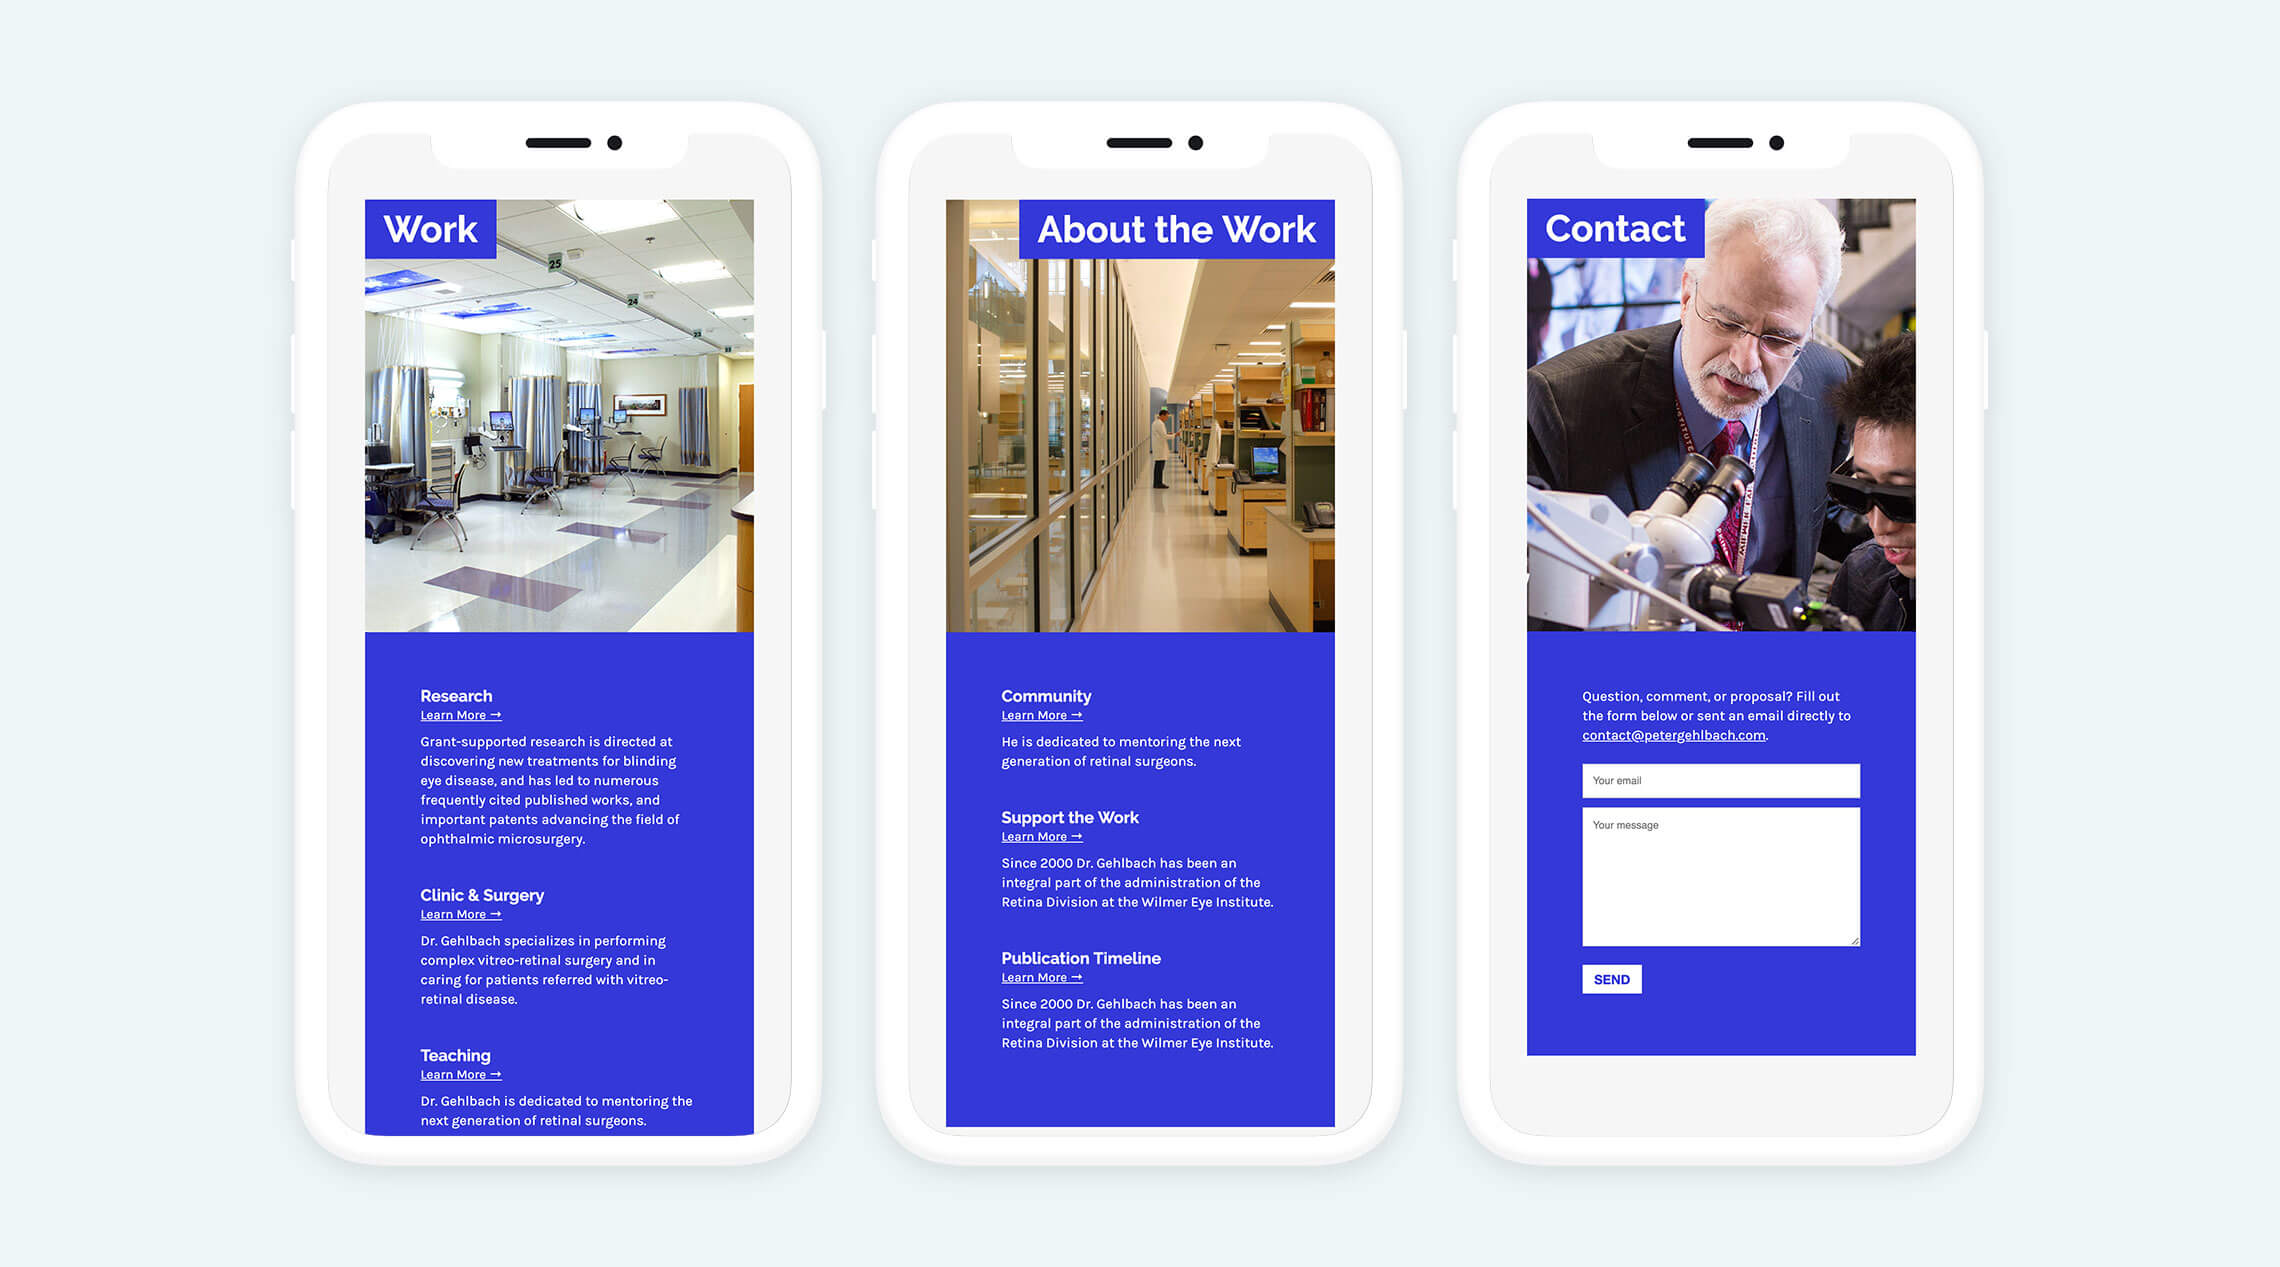 Work
25
24
23
Research
Learn More →
Grant-supported research is directed at
discovering new treatments for blinding
eye disease, and has led to numerous
frequently cited published works, and
important patents advancing the field of
ophthalmic microsurgery.
Clinic & Surgery
Learn More →
Dr. Gehlbach specializes in performing
complex vitreo-retinal surgery and in
caring for patients referred with vitreo-
retinal disease.
Teaching
Learn More →
Dr. Gehlbach is dedicated to mentoring the
next generation of retinal surgeons.
About the Work
Community
Learn More →
He is dedicated to mentoring the next
generation of retinal surgeons.
Support the Work
Learn More →
Since 2000 Dr. Gehlbach has been an
integral part of the administration of the
Retina Division at the Wilmer Eye Institute.
Publication Timeline
Learn More →
Since 2000 Dr. Gehlbach has been an
integral part of the administration of the
Retina Division at the Wilmer Eye Institute.
Contact
Question, comment, or proposal? Fill out
the form below or sent an email directly to
contact@petergehlbach.com.
Your email
Your message
SEND